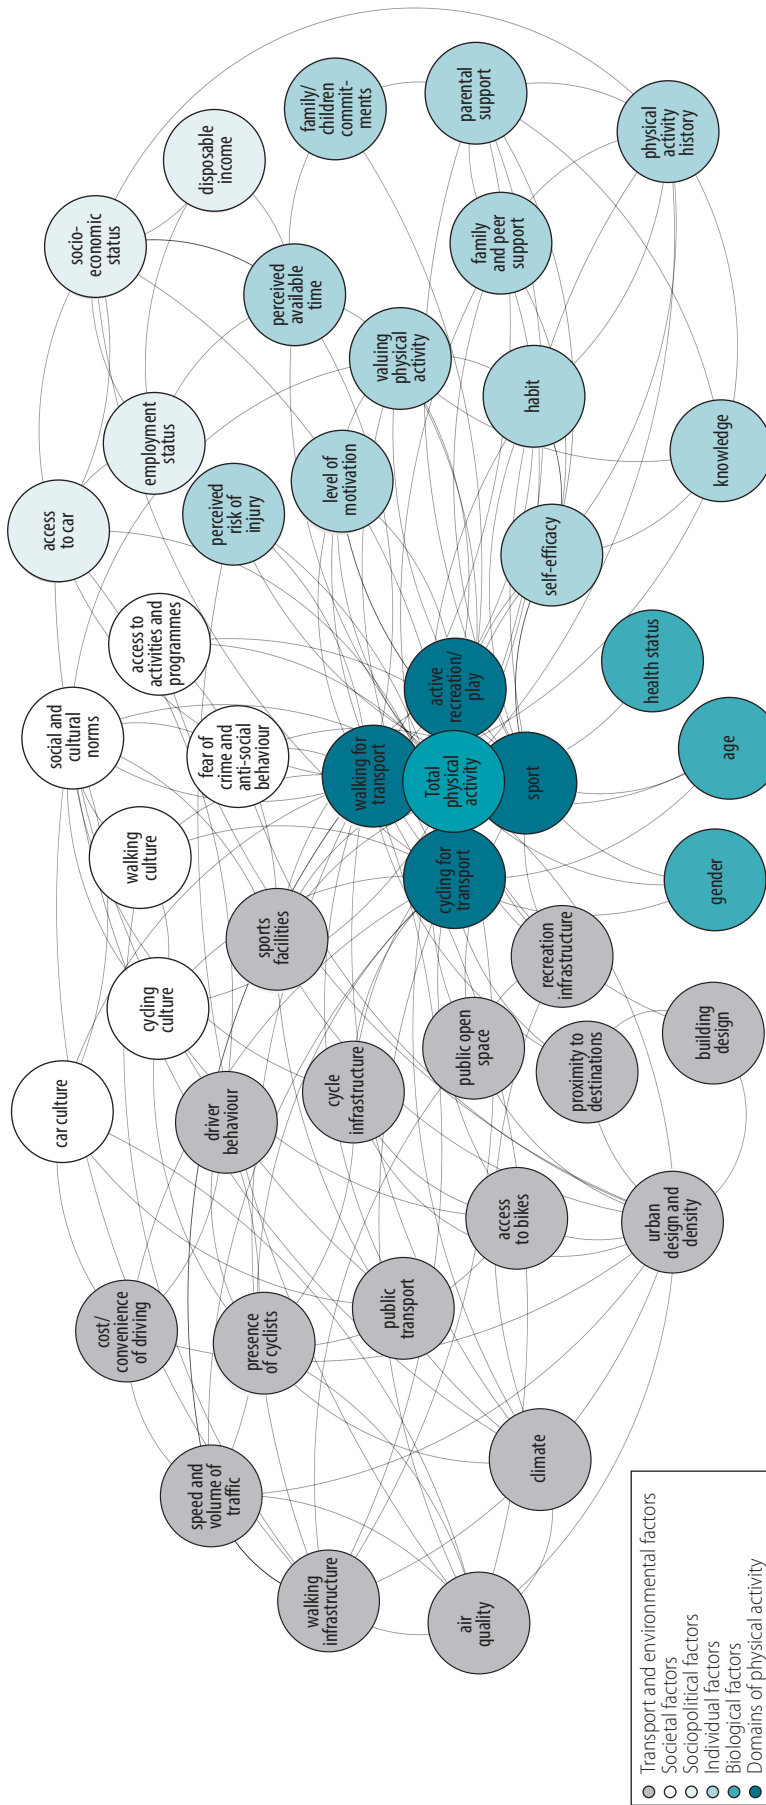 family/
children
commit-
ments
parental
support
physical
activity
history
disposable
income
family
and peer
support
socio-
economic
status
perceived
available
time
valuing
physical
activity
habit
knowledge
employment
status
level of
motivation
self-efficacy
access
to car
perceived
risk of
injury
access to
activities and
programmes
active
recreation/
play
health status
social and
cultural
norms
fear of
crime and
anti-social
behaviour
walking for
transport
Total
physical
activity
sport
age
walking
culture
cycling for
transport
gender
sports
facilities
recreation
infrastructure
cycling
culture
public open
space
building
design
car culture
driver
behaviour
cycle
infrastructure
proximity to
destinations
access
to bikes
urban
design and
density
cost/
convenience
of driving
presence
of cyclists
public
transport
climate
speed and
volume of
traffic
walking
infrastructure
air
quality
Transport and environmental factors
Societal factors
Sociopolitical factors
Individual factors
Biological factors
Domains of physical activity